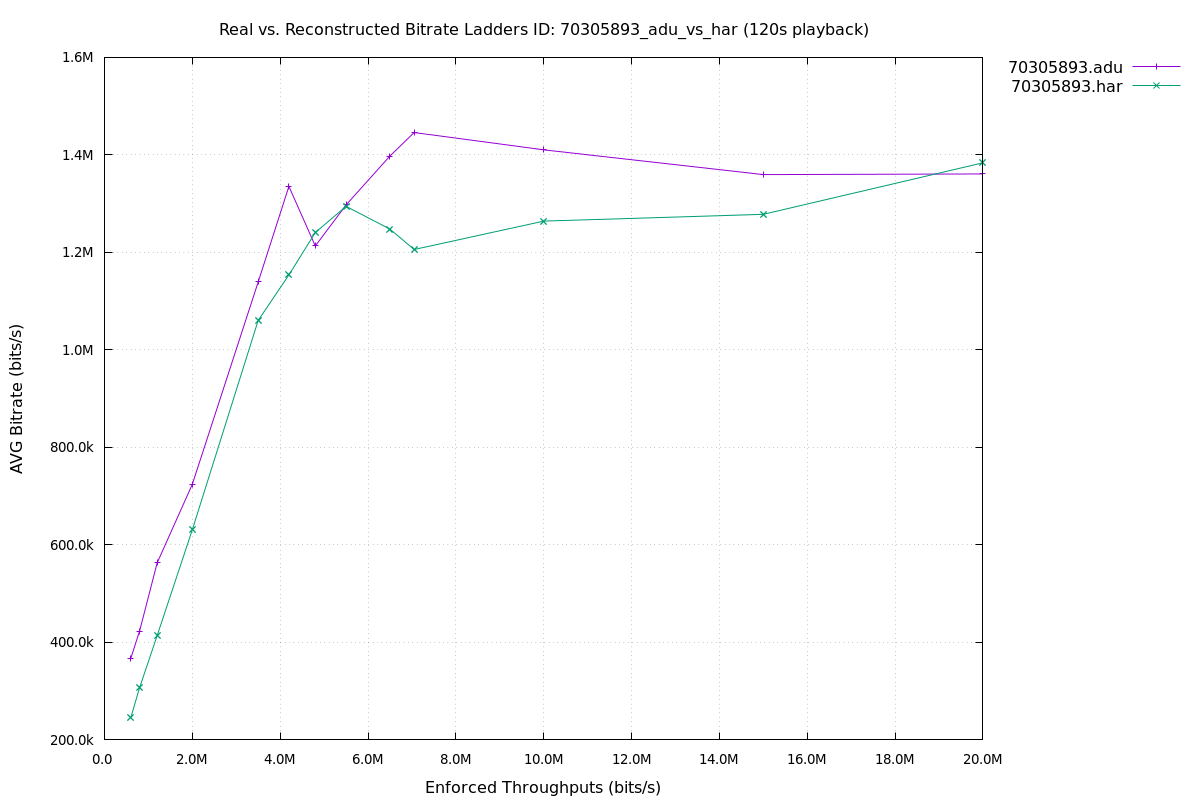 Real vs. Reconstructed Bitrate Ladders ID: 70305893_adu_vs_har (120s playback)
70305893.adu
70305893.har
1.6M
1.4M
1.2M
1.0M
800.0k
600.0k
400.0k
200.0k
AVG Bitrate (bits/s)
0.0 2.0M 4.0M 6.0M 8.0M 10.0M 12.0M 14.0M 16.0M 18.0M 20.0M
Enforced Throughputs (bits/s)